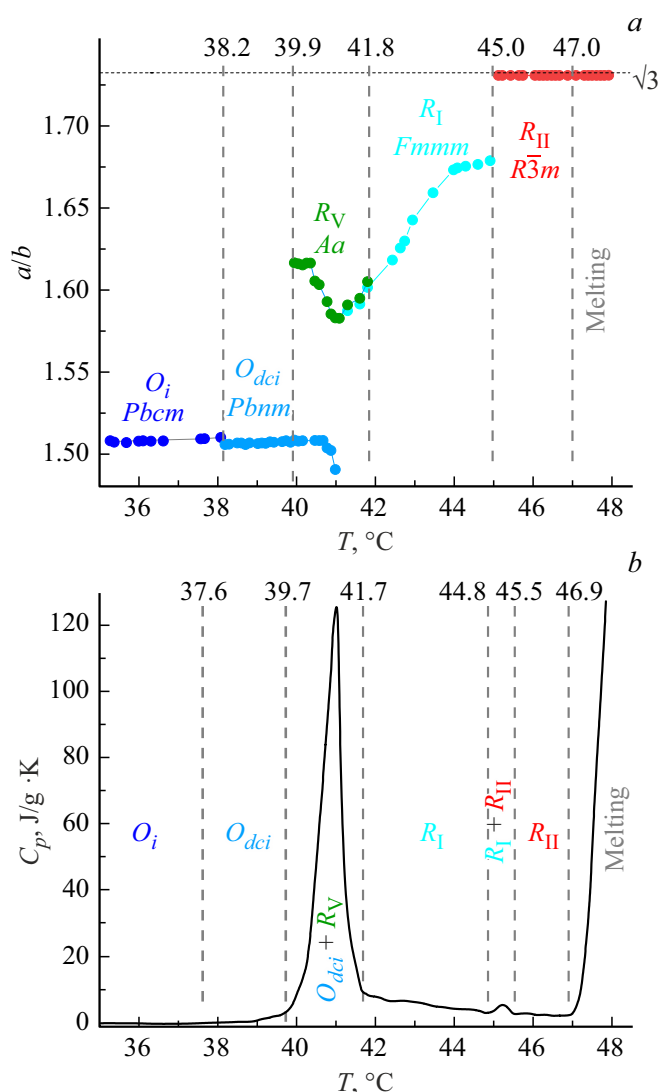 a
38.2 39.9 41.8 45.0 47.0
√3
1.70
R_I
Fmmm
R_II
R3̅m
1.65
R_V
Aa
a/b
1.60
Melting
1.55
O_i
Pbcm
O_dci
Pbnm
1.50
36 38 40 42 44 46 48
T, °C
b
37.6 39.7 41.7 44.8 45.5 46.9
120
100
80
C_p, J/g ·K
60
O_i
O_dci
O_dci + R_V
R_I
R_I + R_II
R_II
Melting
40
20
0
36 38 40 42 44 46 48
T, °C